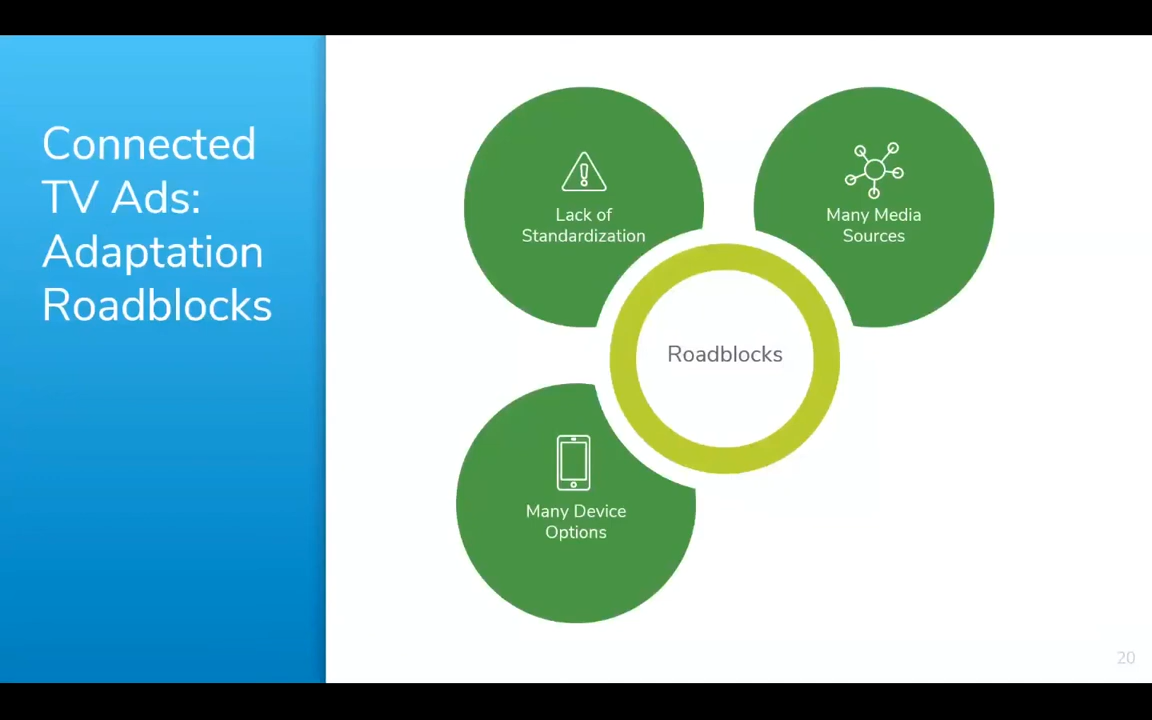 Connected
TV Ads:
Adaptation
Roadblocks
Lack of
Standardization
Many Media
Sources
Roadblocks
Many Device
Options
20